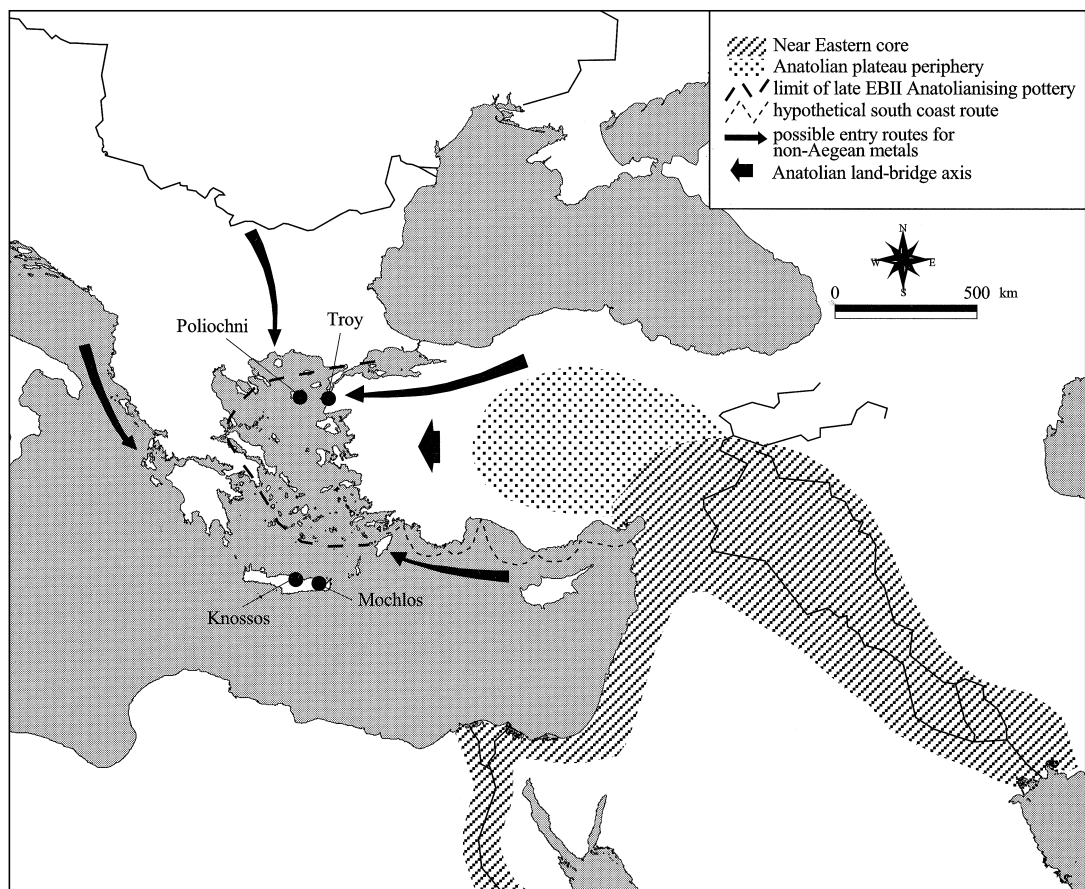 Near Eastern core
Anatolian plateau periphery
limit of late EBII Anatolianising pottery
hypothetical south coast route
possible entry routes for
non-Aegean metals
Anatolian land-bridge axis
N
W E
S
0 500 km
Poliochni
Troy
Knossos
Mochlos